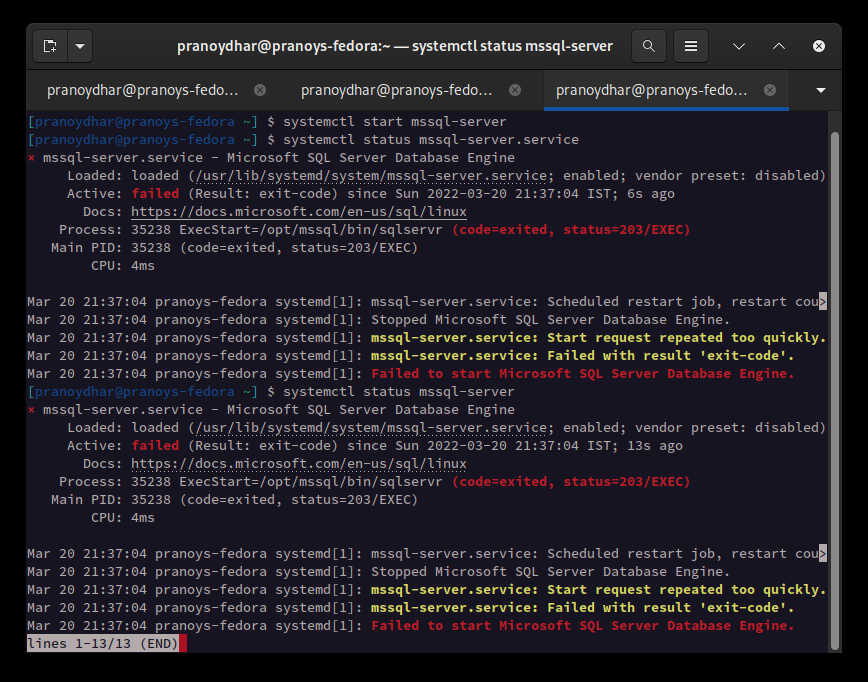 pranoydhar@pranoys-fedora:~ — systemctl status mssql-server
pranoydhar@pranoys-fedo... pranoydhar@pranoys-fedo... pranoydhar@pranoys-fedo...
[pranoydhar@pranoys-fedora ~] $ systemctl start mssql-server
[pranoydhar@pranoys-fedora ~] $ systemctl status mssql-server.service
× mssql-server.service - Microsoft SQL Server Database Engine
Loaded: loaded (/usr/lib/systemd/system/mssql-server.service; enabled; vendor preset: disabled)
Active: failed (Result: exit-code) since Sun 2022-03-20 21:37:04 IST; 6s ago
Docs: https://docs.microsoft.com/en-us/sql/linux
Process: 35238 ExecStart=/opt/mssql/bin/sqlservr (code=exited, status=203/EXEC)
Main PID: 35238 (code=exited, status=203/EXEC)
CPU: 4ms
Mar 20 21:37:04 pranoys-fedora systemd[1]: mssql-server.service: Scheduled restart job, restart cou>
Mar 20 21:37:04 pranoys-fedora systemd[1]: Stopped Microsoft SQL Server Database Engine.
Mar 20 21:37:04 pranoys-fedora systemd[1]: mssql-server.service: Start request repeated too quickly.
Mar 20 21:37:04 pranoys-fedora systemd[1]: mssql-server.service: Failed with result 'exit-code'.
Mar 20 21:37:04 pranoys-fedora systemd[1]: Failed to start Microsoft SQL Server Database Engine.
[pranoydhar@pranoys-fedora ~] $ systemctl status mssql-server
× mssql-server.service - Microsoft SQL Server Database Engine
Loaded: loaded (/usr/lib/systemd/system/mssql-server.service; enabled; vendor preset: disabled)
Active: failed (Result: exit-code) since Sun 2022-03-20 21:37:04 IST; 13s ago
Docs: https://docs.microsoft.com/en-us/sql/linux
Process: 35238 ExecStart=/opt/mssql/bin/sqlservr (code=exited, status=203/EXEC)
Main PID: 35238 (code=exited, status=203/EXEC)
CPU: 4ms
Mar 20 21:37:04 pranoys-fedora systemd[1]: mssql-server.service: Scheduled restart job, restart cou>
Mar 20 21:37:04 pranoys-fedora systemd[1]: Stopped Microsoft SQL Server Database Engine.
Mar 20 21:37:04 pranoys-fedora systemd[1]: mssql-server.service: Start request repeated too quickly.
Mar 20 21:37:04 pranoys-fedora systemd[1]: mssql-server.service: Failed with result 'exit-code'.
Mar 20 21:37:04 pranoys-fedora systemd[1]: Failed to start Microsoft SQL Server Database Engine.
lines 1-13/13 (END)